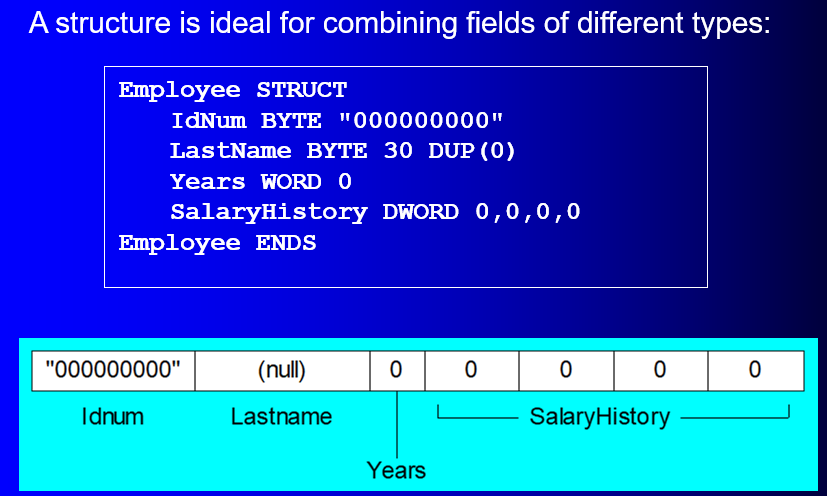 A structure is ideal for combining fields of different types:
Employee STRUCT
IdNum BYTE "000000000"
LastName BYTE 30 DUP(0)
Years WORD 0
SalaryHistory DWORD 0,0,0,0
Employee ENDS
"000000000" (null) 0 0 0 0 0
Idnum Lastname SalaryHistory
Years